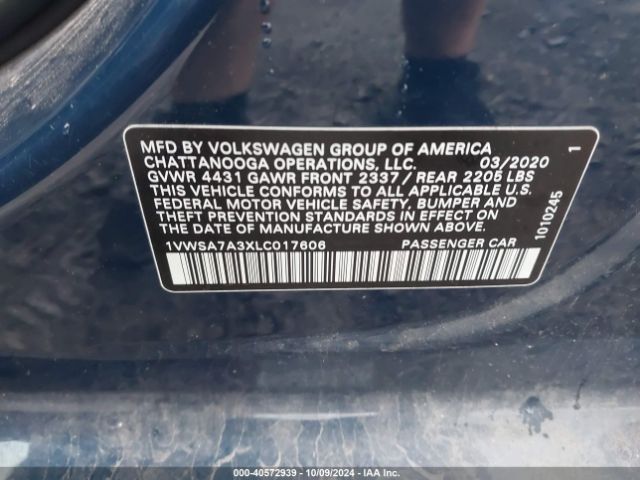 MFD BY VOLKSWAGEN GROUP OF AMERICA
CHATTANOOGA OPERATIONS, LLC. 03/2020
GVWR 4431 GAWR FRONT 2337/ REAR 2205 LBS
THIS VEHICLE CONFORMS TO ALL APPLICABLE U.S.
FEDERAL MOTOR VEHICLE SAFETY, BUMPER AND
THEFT PREVENTION STANDARDS IN EFFECT ON
THE DATE OF MANUFACTURE SHOWN ABOVE.
1VWSA7A3XLC017606 PASSENGER CAR
1010245 1
000-40572939 - 10/09/2024 - IAA Inc.